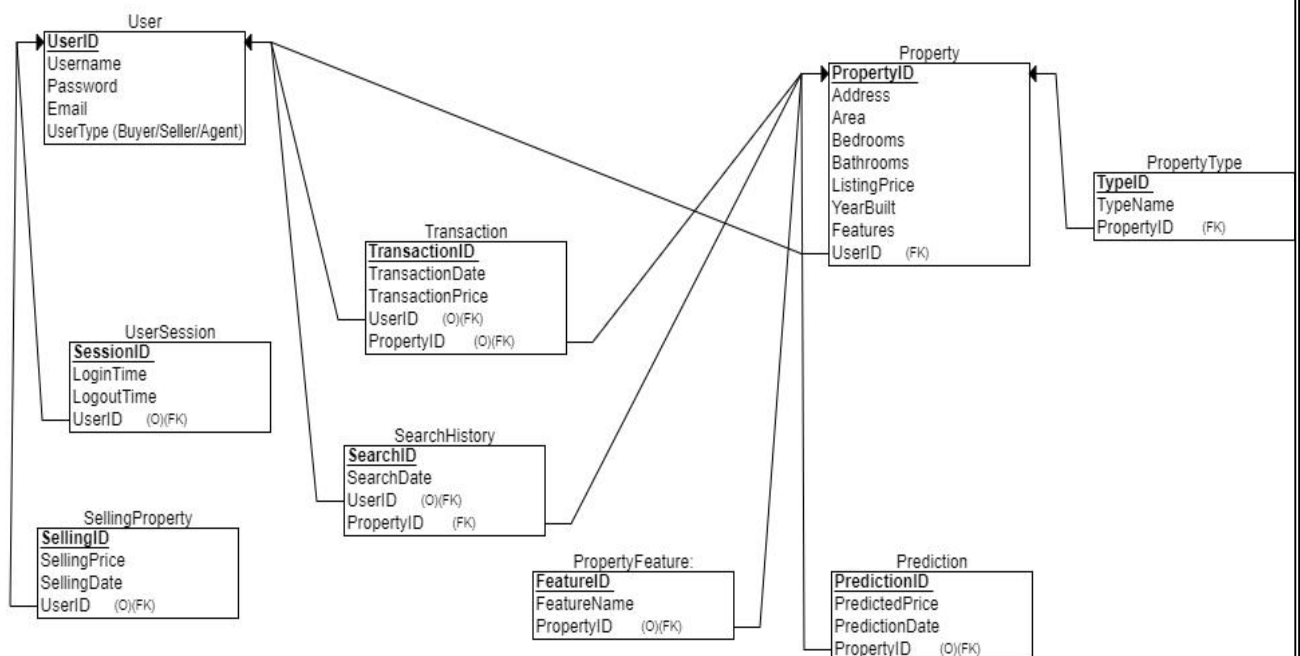 User
UserID
Username
Password
Email
UserType (Buyer/Seller/Agent)
Property
PropertyID
Address
Area
Bedrooms
Bathrooms
ListingPrice
YearBuilt
Features
UserID (FK)
PropertyType
TypeID
TypeName
PropertyID (FK)
Transaction
TransactionID
TransactionDate
TransactionPrice
UserID (O)(FK)
PropertyID (O)(FK)
UserSession
SessionID
LoginTime
LogoutTime
UserID (O)(FK)
SearchHistory
SearchID
SearchDate
UserID (O)(FK)
PropertyID (FK)
SellingProperty
SellingID
SellingPrice
SellingDate
UserID (O)(FK)
PropertyFeature:
FeatureID
FeatureName
PropertyID (O)(FK)
Prediction
PredictionID
PredictedPrice
PredictionDate
PropertyID (O)(FK)